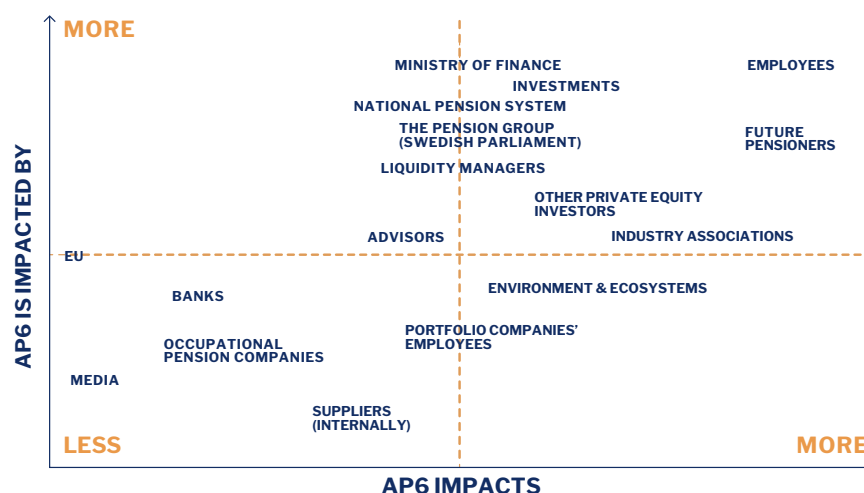 MORE
MINISTRY OF FINANCE
EMPLOYEES
INVESTMENTS
NATIONAL PENSION SYSTEM
THE PENSION GROUP
(SWEDISH PARLIAMENT)
FUTURE
PENSIONERS
LIQUIDITY MANAGERS
OTHER PRIVATE EQUITY
INVESTORS
ADVISORS
INDUSTRY ASSOCIATIONS
EU
BANKS
ENVIRONMENT & ECOSYSTEMS
PORTFOLIO COMPANIES’
EMPLOYEES
OCCUPATIONAL
PENSION COMPANIES
MEDIA
SUPPLIERS
(INTERNALLY)
LESS
MORE
AP6 IS IMPACTED BY
AP6 IMPACTS